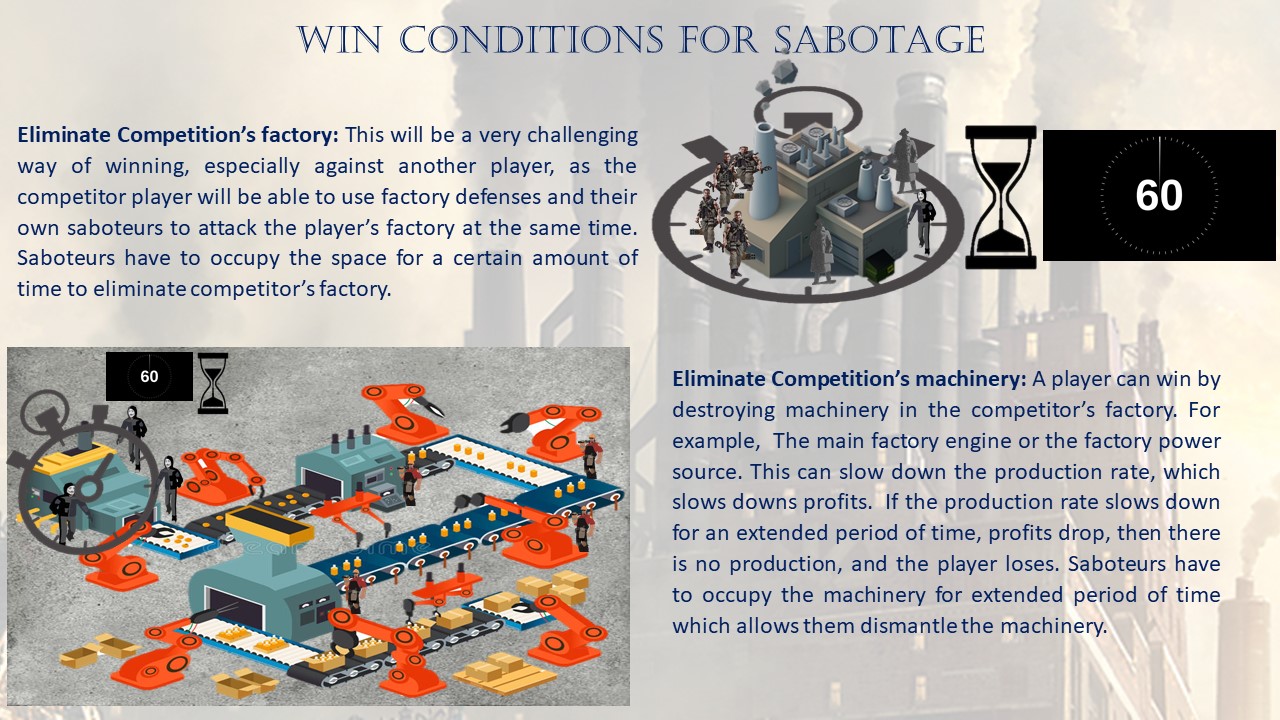 WIN CONDITIONS FOR SABOTAGE
Eliminate Competition's factory: This will be a very challenging
way of winning, especially against another player, as the
competitor player will be able to use factory defenses and their
own saboteurs to attack the player's factory at the same time.
Saboteurs have to occupy the space for a certain amount of
time to eliminate competitor's factory.
60
60
Eliminate Competition's machinery: A player can win by
destroying machinery in the competitor's factory. For
example,  The main factory engine or the factory power
source. This can slow down the production rate, which
slows downs profits.  If the production rate slows down
for an extended period of time, profits drop, then there
is no production, and the player loses. Saboteurs have
to occupy the machinery for extended period of time
which allows them dismantle the machinery.